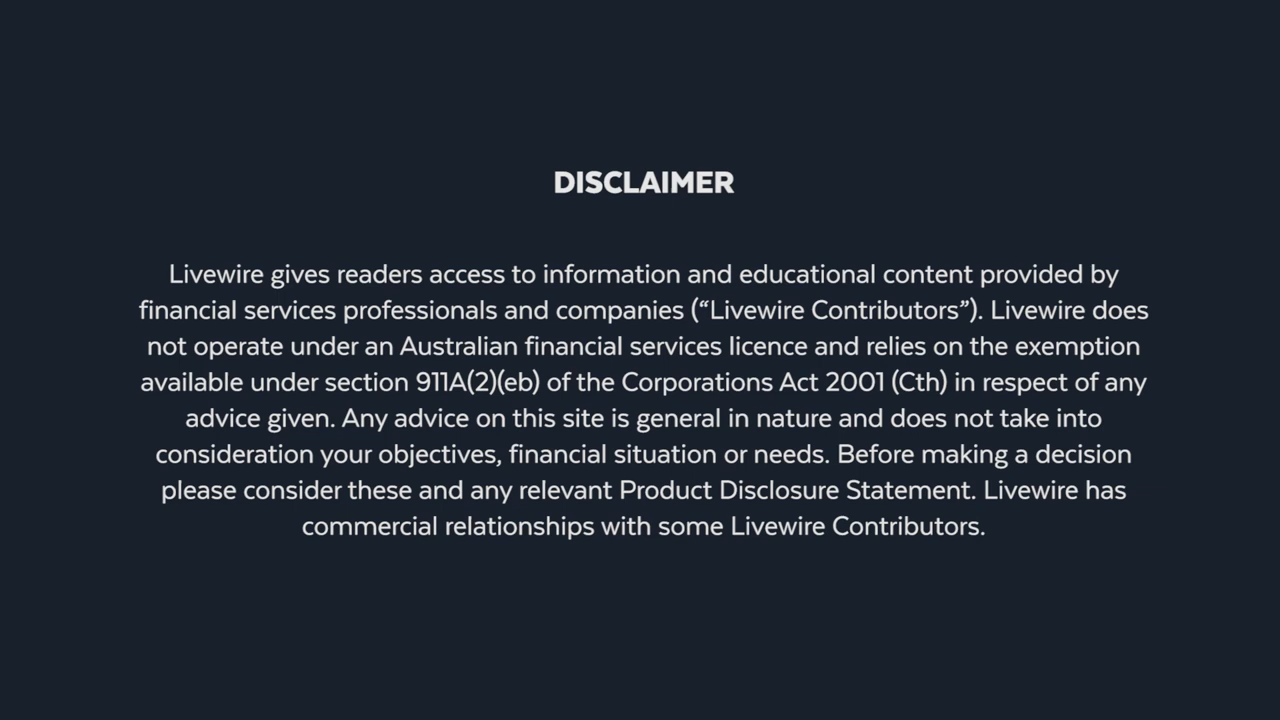 DISCLAIMER
Livewire gives readers access to information and educational content provided by
financial services professionals and companies (“Livewire Contributors”). Livewire does
not operate under an Australian financial services licence and relies on the exemption
available under section 911A(2)(eb) of the Corporations Act 2001 (Cth) in respect of any
advice given. Any advice on this site is general in nature and does not take into
consideration your objectives, financial situation or needs. Before making a decision
please consider these and any relevant Product Disclosure Statement. Livewire has
commercial relationships with some Livewire Contributors.